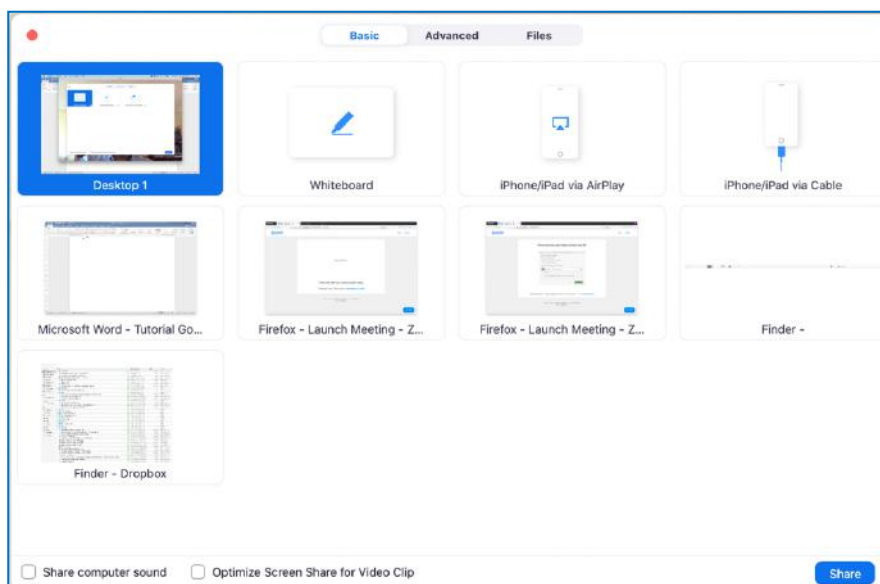 Basic Advanced Files
Desktop 1 Whiteboard iPhone/iPad via AirPlay iPhone/iPad via Cable
Microsoft Word - Tutorial Go... Firefox - Launch Meeting - Z... Firefox - Launch Meeting - Z... Finder -
Finder - Dropbox
Share computer sound Optimize Screen Share for Video Clip Share